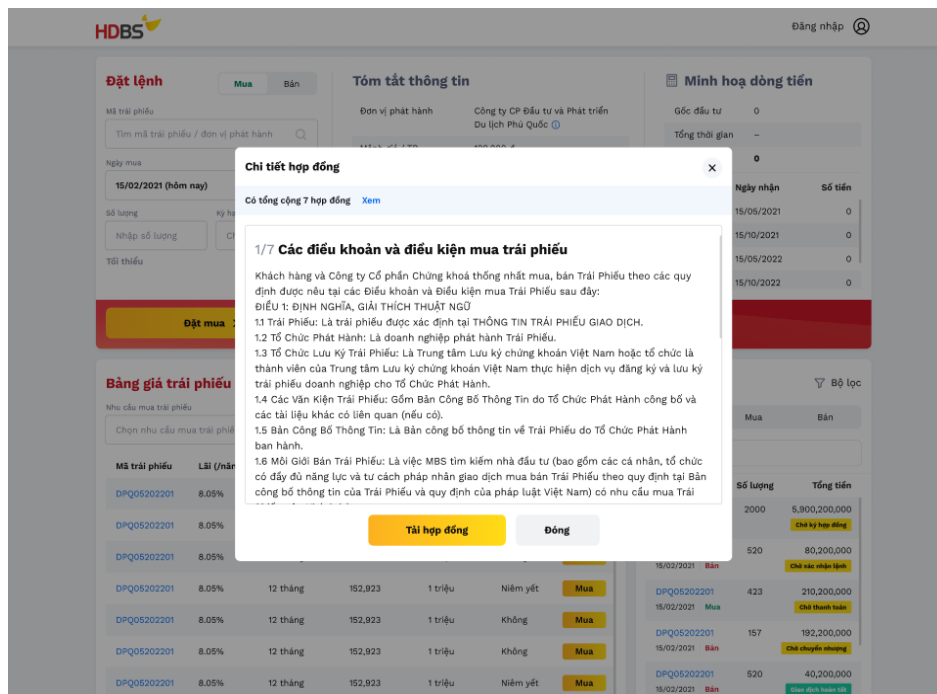 HDBS
Đăng nhập
Đặt lệnh
Mua
Bán
Mã trái phiếu
Tìm mã trái phiếu / đơn vị phát hành
Ngày mua
15/02/2021 (hôm nay)
Số lượng
Kỳ hạ
Nhập số lượng
Tối thiểu
Đặt mua
Tóm tắt thông tin
Đơn vị phát hành
Công ty CP Đầu tư và Phát triển
Du lịch Phú Quốc
Minh hoạ dòng tiền
Gốc đầu tư
0
Tổng thời gian
–
0
Ngày nhận
Số tiền
15/05/2021
0
15/10/2021
0
15/05/2022
0
15/10/2022
0
Chi tiết hợp đồng
Có tổng cộng 7 hợp đồng Xem
1/7 Các điều khoản và điều kiện mua trái phiếu
Khách hàng và Công ty Cổ phần Chứng khoá thống nhất mua, bán Trái Phiếu theo các quy
định được nêu tại các Điều khoản và Điều kiện mua Trái Phiếu sau đây:
ĐIỀU 1: ĐỊNH NGHĨA, GIẢI THÍCH THUẬT NGỮ
1.1 Trái Phiếu: Là trái phiếu được xác định tại THÔNG TIN TRÁI PHIẾU GIAO DỊCH.
1.2 Tổ Chức Phát Hành: Là doanh nghiệp phát hành Trái Phiếu.
1.3 Tổ Chức Lưu Ký Trái Phiếu: Là Trung tâm Lưu ký chứng khoán Việt Nam hoặc tổ chức là
thành viên của Trung tâm Lưu ký chứng khoán Việt Nam thực hiện dịch vụ đăng ký và lưu ký
trái phiếu doanh nghiệp cho Tổ Chức Phát Hành.
1.4 Các Văn Kiện Trái Phiếu: Gồm Bản Công Bố Thông Tin do Tổ Chức Phát Hành công bố và
các tài liệu khác có liên quan (nếu có).
1.5 Bản Công Bố Thông Tin: Là Bản công bố thông tin về Trái Phiếu do Tổ Chức Phát Hành
ban hành.
1.6 Môi Giới Bán Trái Phiếu: Là việc MBS tìm kiếm nhà đầu tư (bao gồm các cá nhân, tổ chức
có đẩy đủ năng lực và tư cách pháp nhân giao dịch mua bán Trái Phiếu theo quy định tại Bản
công bố thông tin của Trái Phiếu và quy định của pháp luật Việt Nam) có nhu cầu mua Trái
Tải hợp đồng
Đóng
Bảng giá trái phiếu
Nhu cầu mua trái phiếu
Chọn nhu cầu mua trái phiế
Mã trái phiếu
Lãi (/năm
DPQ05202201 8.05%
DPQ05202201 8.05%
DPQ05202201 8.05%
DPQ05202201 8.05% 12 tháng 152,923 1 triệu Niêm yết Mua
DPQ05202201 8.05% 12 tháng 152,923 1 triệu Không Mua
DPQ05202201 8.05% 12 tháng 152,923 1 triệu Không Mua
DPQ05202201 8.05% 12 tháng 152,923 1 triệu Niêm yết Mua
Bộ lọc
Mua
Bán
Số lượng
Tổng tiền
2000 5,900,200,000
Chờ ký hợp đồng
520 80,200,000
15/02/2021 Bán Chờ xác nhận lệnh
DPQ05202201 423 210,200,000
15/02/2021 Mua Chờ thanh toán
DPQ05202201 157 192,200,000
15/02/2021 Bán Chờ chuyển nhượng
DPQ05202201 520 40,200,000
15/02/2021 Bán Giao dịch hoàn tất